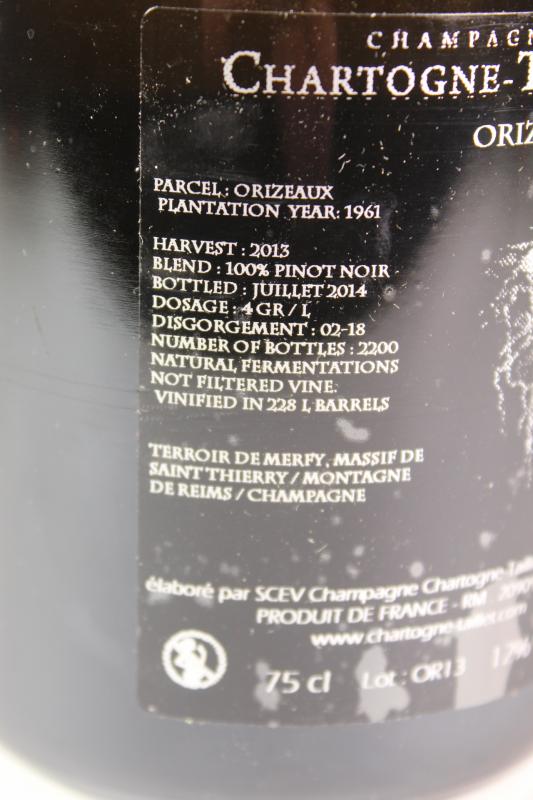 CHAMPAGN
CHARTOGNE-T
ORIZ
PARCEL : ORIZEAUX
PLANTATION YEAR: 1961
HARVEST : 2013
BLEND : 100% PINOT NOIR
BOTTLED : JUILLET 2014
DOSAGE : 4 GR / L
DISGORGEMENT : 02-18
NUMBER OF BOTTLES : 2200
NATURAL FERMENTATIONS
NOT FILTERED VINE.
VINIFIED IN 228 L BARRELS
TERROIR DE MERFY, MASSIF DE
SAINT THIERRY / MONTAGNE
DE REIMS / CHAMPAGNE
élaboré par SCEV Champagne Chartogne-Taill
PRODUIT DE FRANCE - RM
www.chartogne-taillet.com
75 cl Lot : OR13 12%